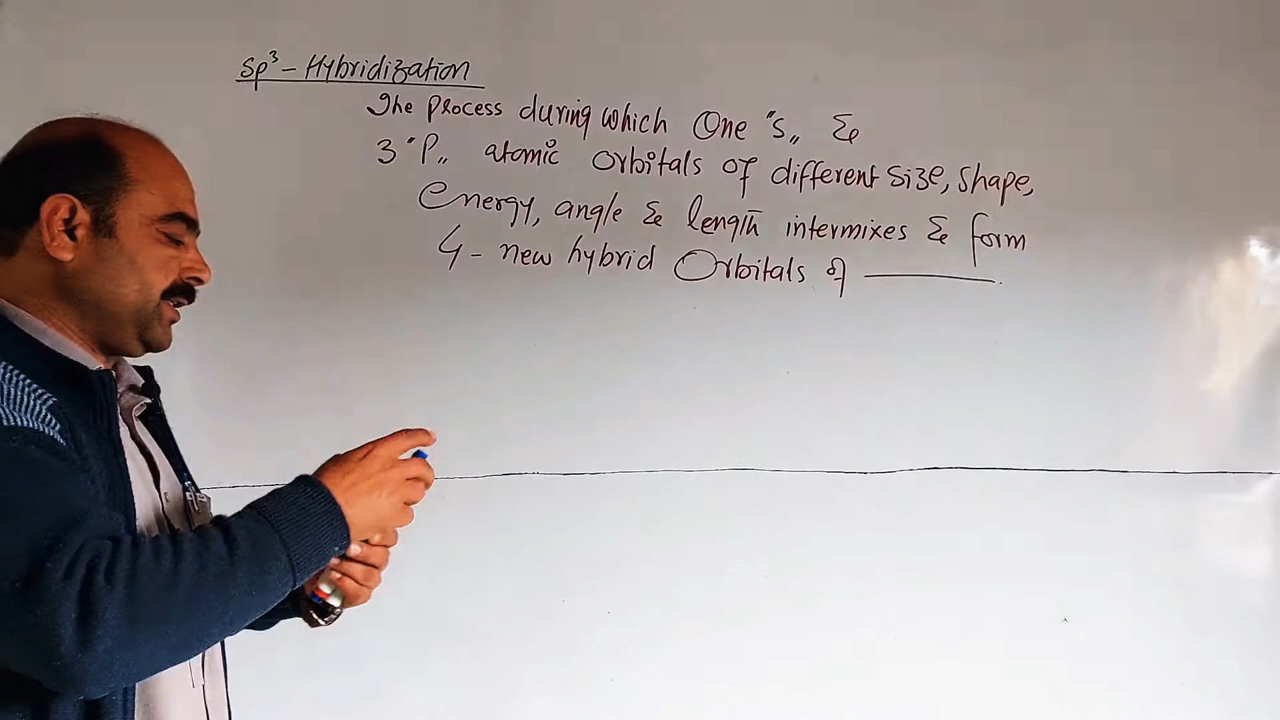 Sp³ - Hybridization
The Process during which One "s„ &
3 "P„ atomic Orbitals of different size, shape,
Energy, angle & length intermixes & form
4 - new hybrid Orbitals of ______.